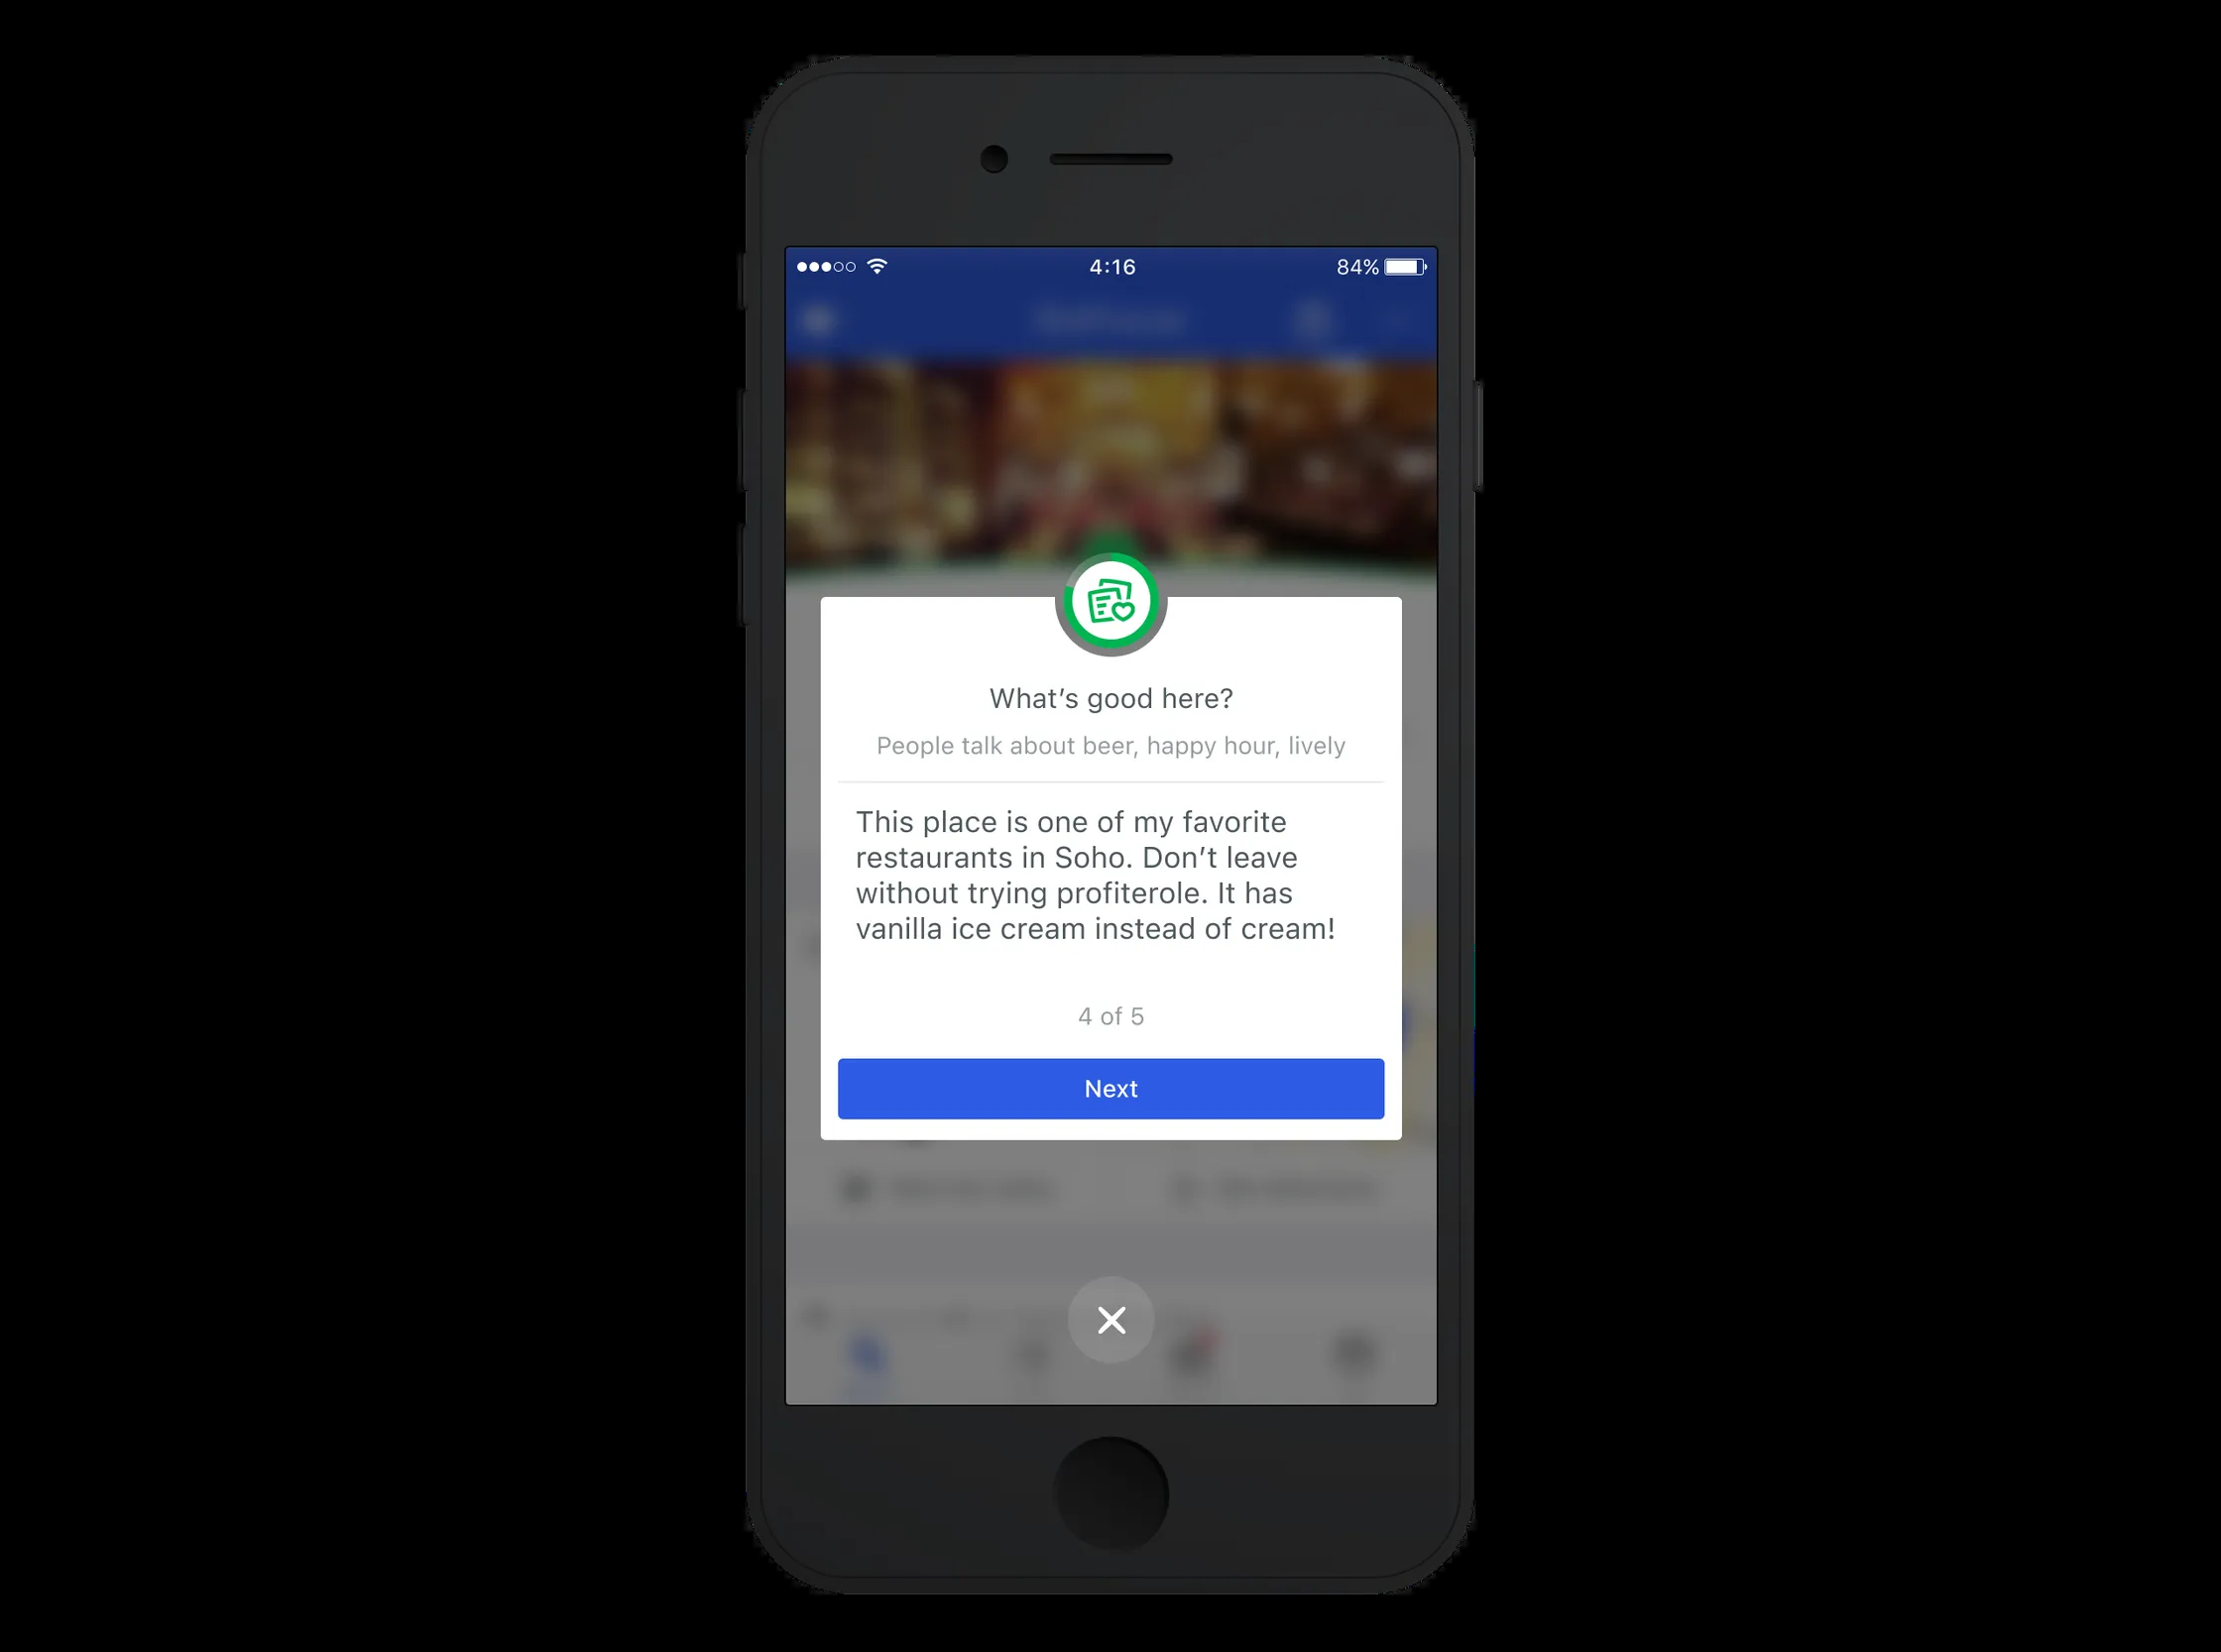 4:16
84%
What’s good here?
People talk about beer, happy hour, lively
This place is one of my favorite
restaurants in Soho. Don’t leave
without trying profiterole. It has
vanilla ice cream instead of cream!
4 of 5
Next